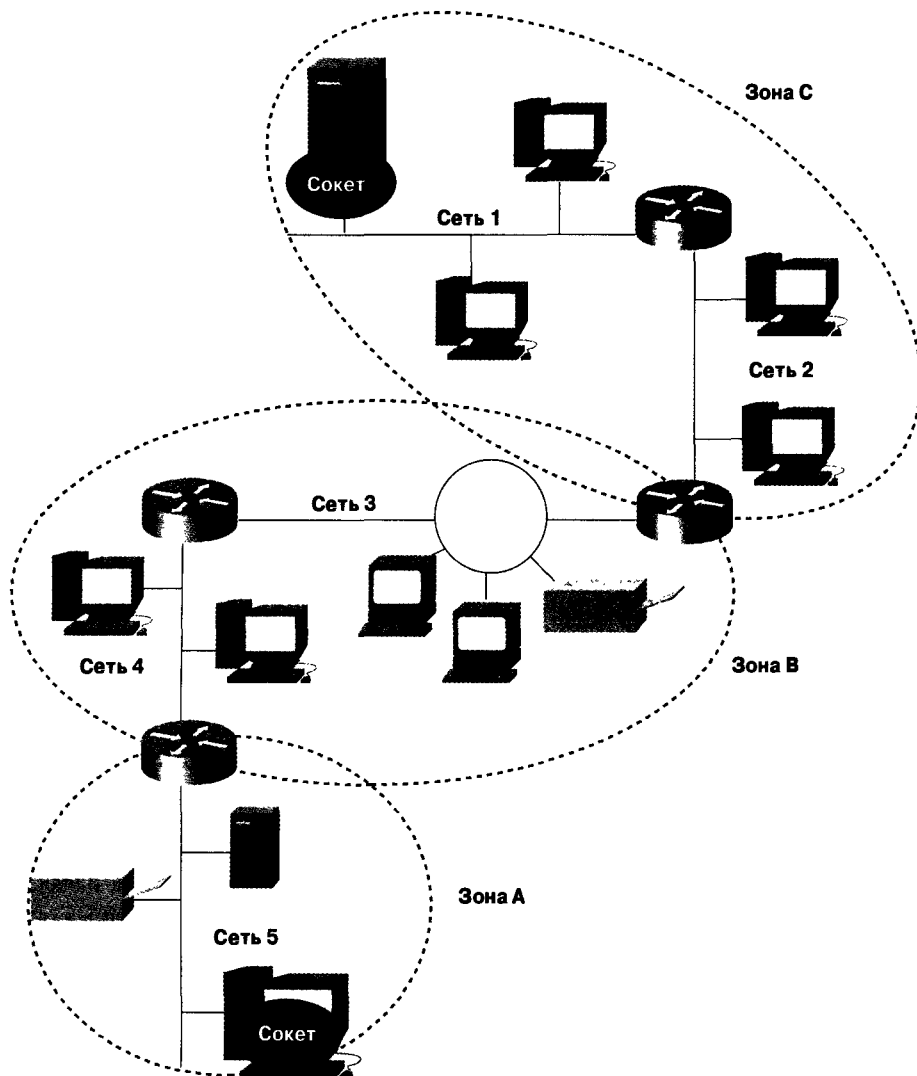 Зона С
Сокет
Сеть 1
Сеть 2
Сеть 3
Сеть 4
Зона В
Зона А
Сеть 5
Сокет